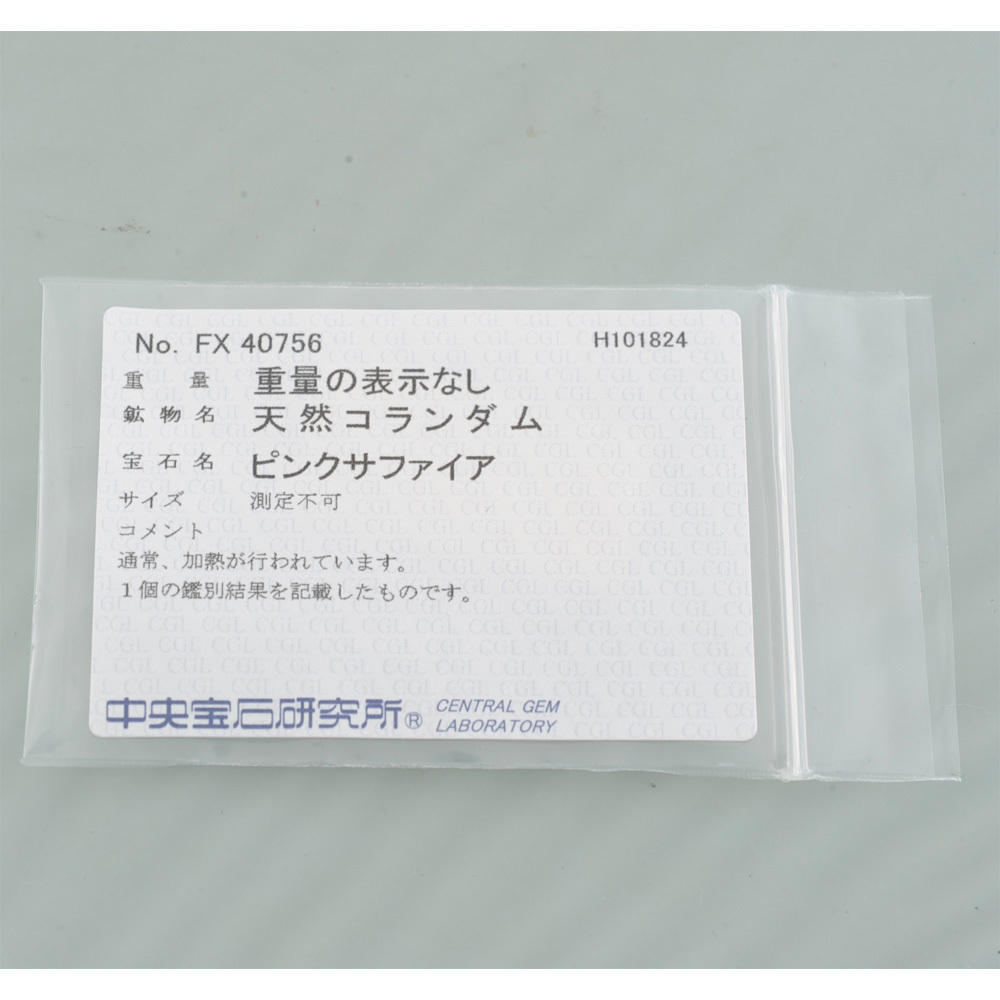 No. FX 40756 H101824
重量 重量の表示なし
鉱物名 天然コランダム
宝石名 ピンクサファイア
サイズ 測定不可
コメント
通常、加熱が行われています。
1個の鑑別結果を記載したものです。
中央宝石研究所® CENTRAL GEM
LABORATORY